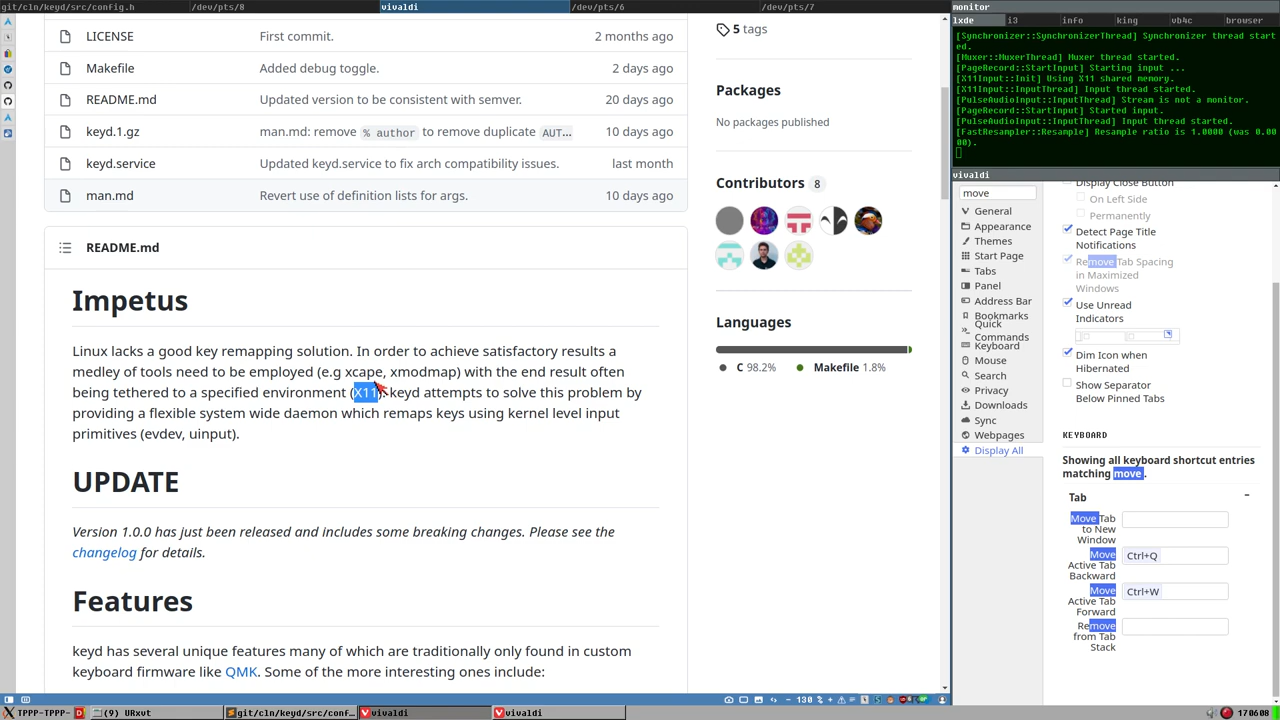 git/cln/keyd/src/config.h
/dev/pts/8
vivaldi
/dev/pts/6
/dev/pts/7
monitor
lxde
i3
info
king
vb4c
browser
LICENSE First commit. 2 months ago
Makefile Added debug toggle. 2 days ago
README.md Updated version to be consistent with semver. 20 days ago
keyd.1.gz man.md: remove % author to remove duplicate AUT… 10 days ago
keyd.service Updated keyd.service to fix arch compatibility issues. last month
man.md Revert use of definition lists for args. 10 days ago
README.md
Impetus
Linux lacks a good key remapping solution. In order to achieve satisfactory results a
medley of tools need to be employed (e.g xcape, xmodmap) with the end result often
being tethered to a specified environment (X11). keyd attempts to solve this problem by
providing a flexible system wide daemon which remaps keys using kernel level input
primitives (evdev, uinput).
UPDATE
Version 1.0.0 has just been released and includes some breaking changes. Please see the
changelog for details.
Features
keyd has several unique features many of which are traditionally only found in custom
keyboard firmware like QMK. Some of the more interesting ones include:
5 tags
Packages
No packages published
Contributors 8
Languages
C 98.2% Makefile 1.8%
[Synchronizer::SynchronizerThread] Synchronizer thread start
ed.
[Muxer::MuxerThread] Muxer thread started.
[PageRecord::StartInput] Starting input ...
[X11Input::Init] Using X11 shared memory.
[X11Input::InputThread] Input thread started.
[PulseAudioInput::InputThread] Stream is not a monitor.
[PageRecord::StartInput] Started input.
[PulseAudioInput::InputThread] Input thread started.
[FastResampler::Resample] Resample ratio is 1.0000 (was 0.00
00).
vivaldi
move
General
Appearance
Themes
Start Page
Tabs
Panel
Address Bar
Bookmarks
Quick
Commands
Keyboard
Mouse
Search
Privacy
Downloads
Sync
Webpages
Display All
Display Close Button
On Left Side
Permanently
Detect Page Title
Notifications
Remove Tab Spacing
in Maximized
Windows
Use Unread
Indicators
Dim Icon when
Hibernated
Show Separator
Below Pinned Tabs
KEYBOARD
Showing all keyboard shortcut entries
matching move.
Tab -
Move Tab
to New
Window
Move
Active Tab
Backward
Ctrl+Q
Move
Active Tab
Forward
Ctrl+W
Remove
from Tab
Stack
- 130 % +
TPPP-TPPP-
D
(9) URxvt
git/cln/keyd/src/conf...
vivaldi
vivaldi
170608